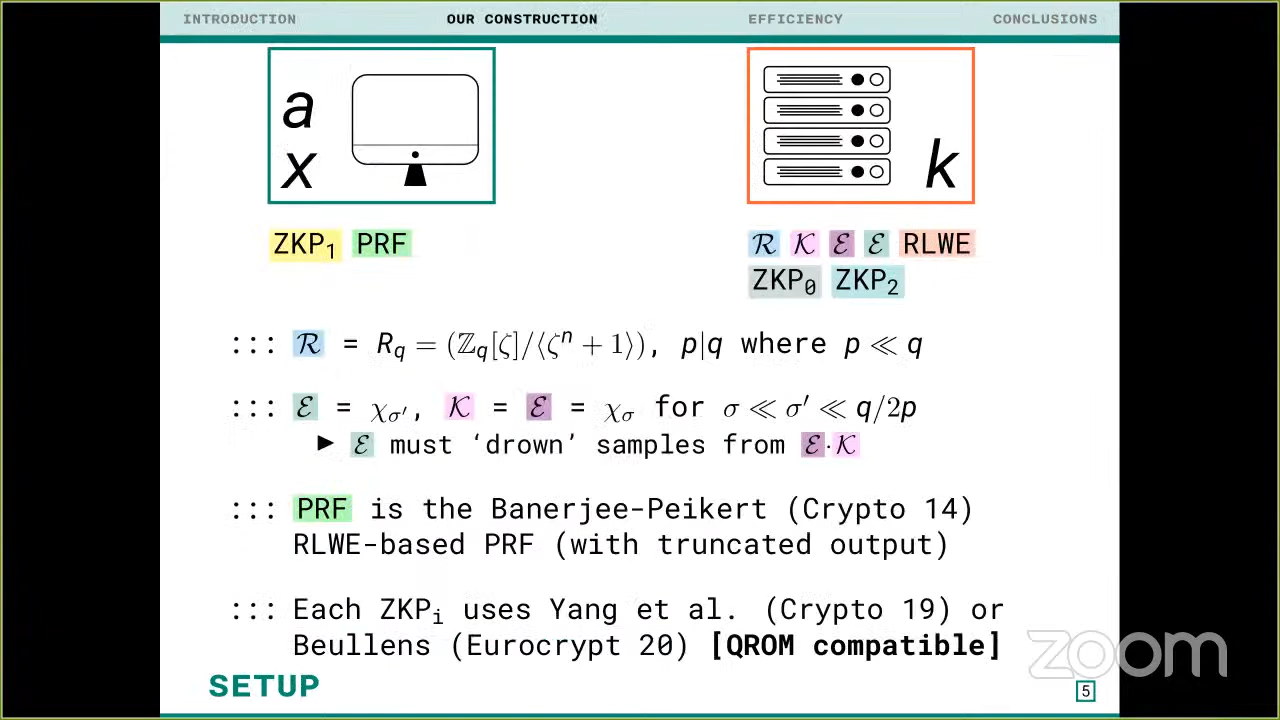 INTRODUCTION OUR CONSTRUCTION EFFICIENCY CONCLUSIONS
a
x
k
ZKP₁ PRF
ℛ 𝒦 ℰ ℰ RLWE
ZKP₀ ZKP₂
::: ℛ = R_q = (ℤ_q[ζ]/⟨ζⁿ + 1⟩), p|q where p ≪ q
::: ℰ = χ_σ′, 𝒦 = ℰ = χ_σ for σ ≪ σ′ ≪ q/2p
▶ ℰ must ‘drown’ samples from ℰ·𝒦
::: PRF is the Banerjee-Peikert (Crypto 14)
RLWE-based PRF (with truncated output)
::: Each ZKPᵢ uses Yang et al. (Crypto 19) or
Beullens (Eurocrypt 20) [QROM compatible]
SETUP
5
zoom